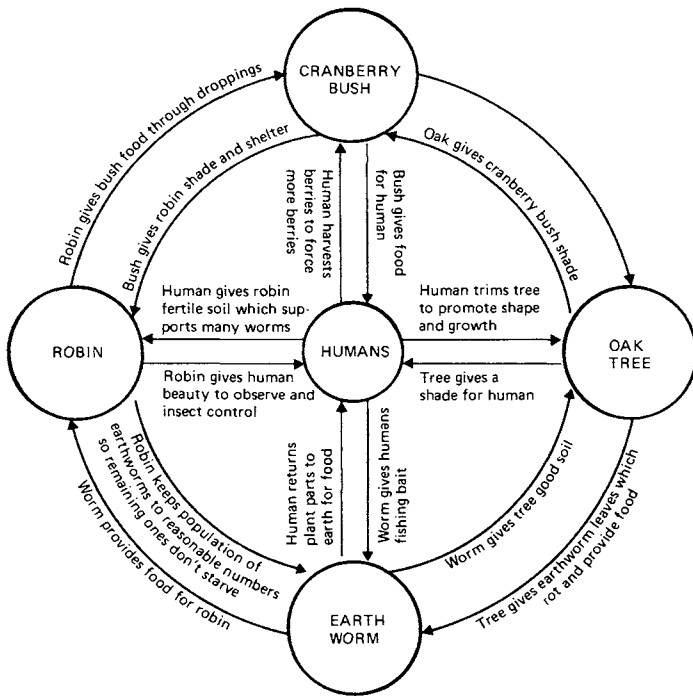 CRANBERRY
BUSH
Robin gives bush food through droppings
Bush gives robin shade and shelter
Human harvests
berries to force
more berries
Bush gives food
for human
Oak gives cranberry bush shade
Human gives robin
fertile soil which sup-
ports many worms
Human trims tree
to promote shape
and growth
ROBIN
HUMANS
OAK
TREE
Robin gives human
beauty to observe and
insect control
Tree gives a
shade for human
Robin keeps population of
earthworms to reasonable numbers
so remaining ones don't starve
Worm provides food for robin
Human returns
plant parts to
earth for food
Worm gives humans
fishing bait
Worm gives tree good soil
Tree gives earthworm leaves which
rot and provide food
EARTH
WORM